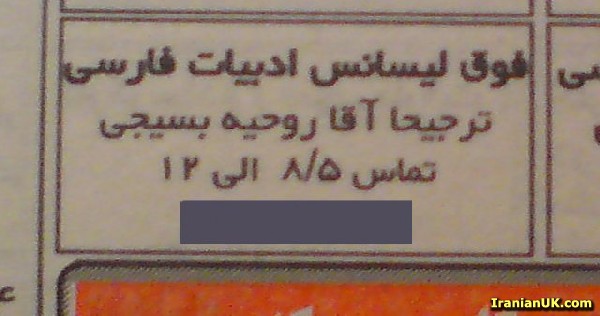 فوق لیسانس ادبیات فارسی
ترجیحا آقا روحیه بسیجی
تماس ۸/۵ الی ۱۲
IranianUK.com